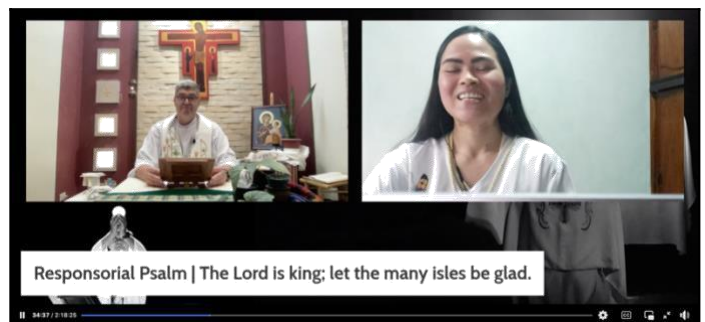 Responsorial Psalm | The Lord is king; let the many isles be glad.
34:37 / 2:18:25